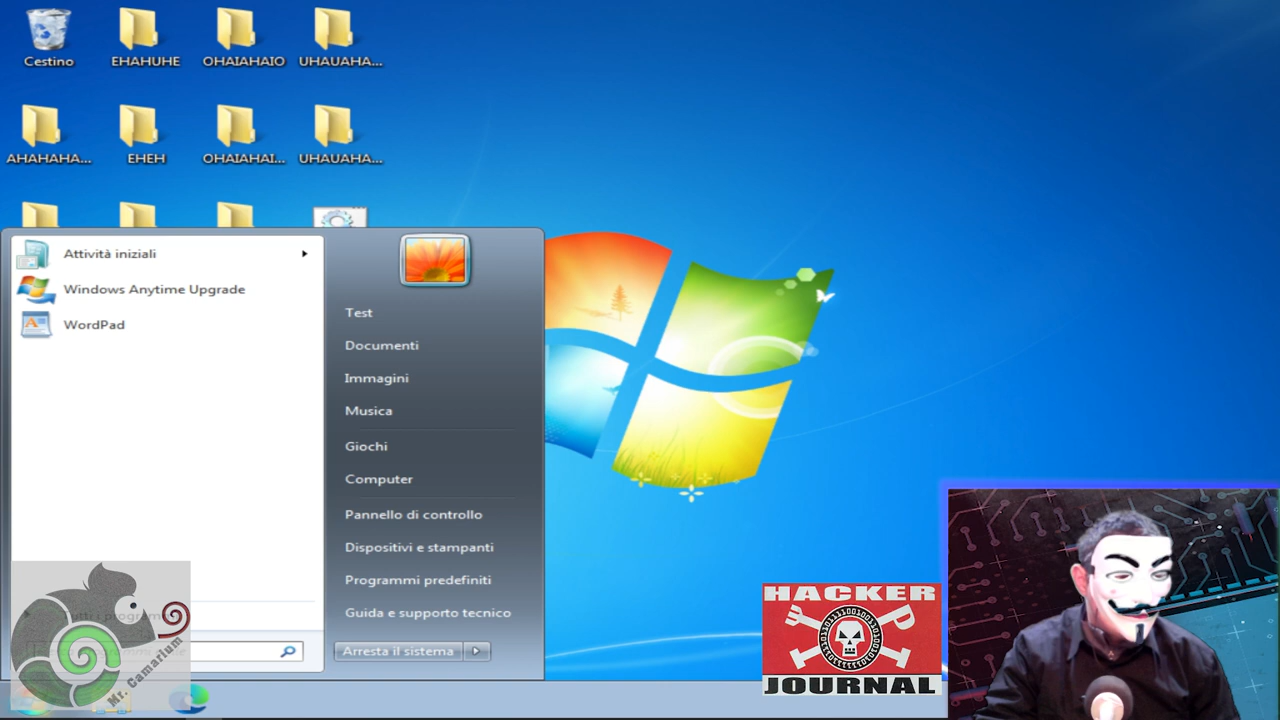 Cestino
EHAHUHE
OHAIAHAIO
UHAUAHA...
AHAHAHA...
EHEH
OHAIAHAI...
UHAUAHA...
Attività iniziali
Windows Anytime Upgrade
WordPad
Test
Documenti
Immagini
Musica
Giochi
Computer
Pannello di controllo
Dispositivi e stampanti
Programmi predefiniti
Guida e supporto tecnico
Arresta il sistema
Mr. Camarium
HACKER
JOURNAL